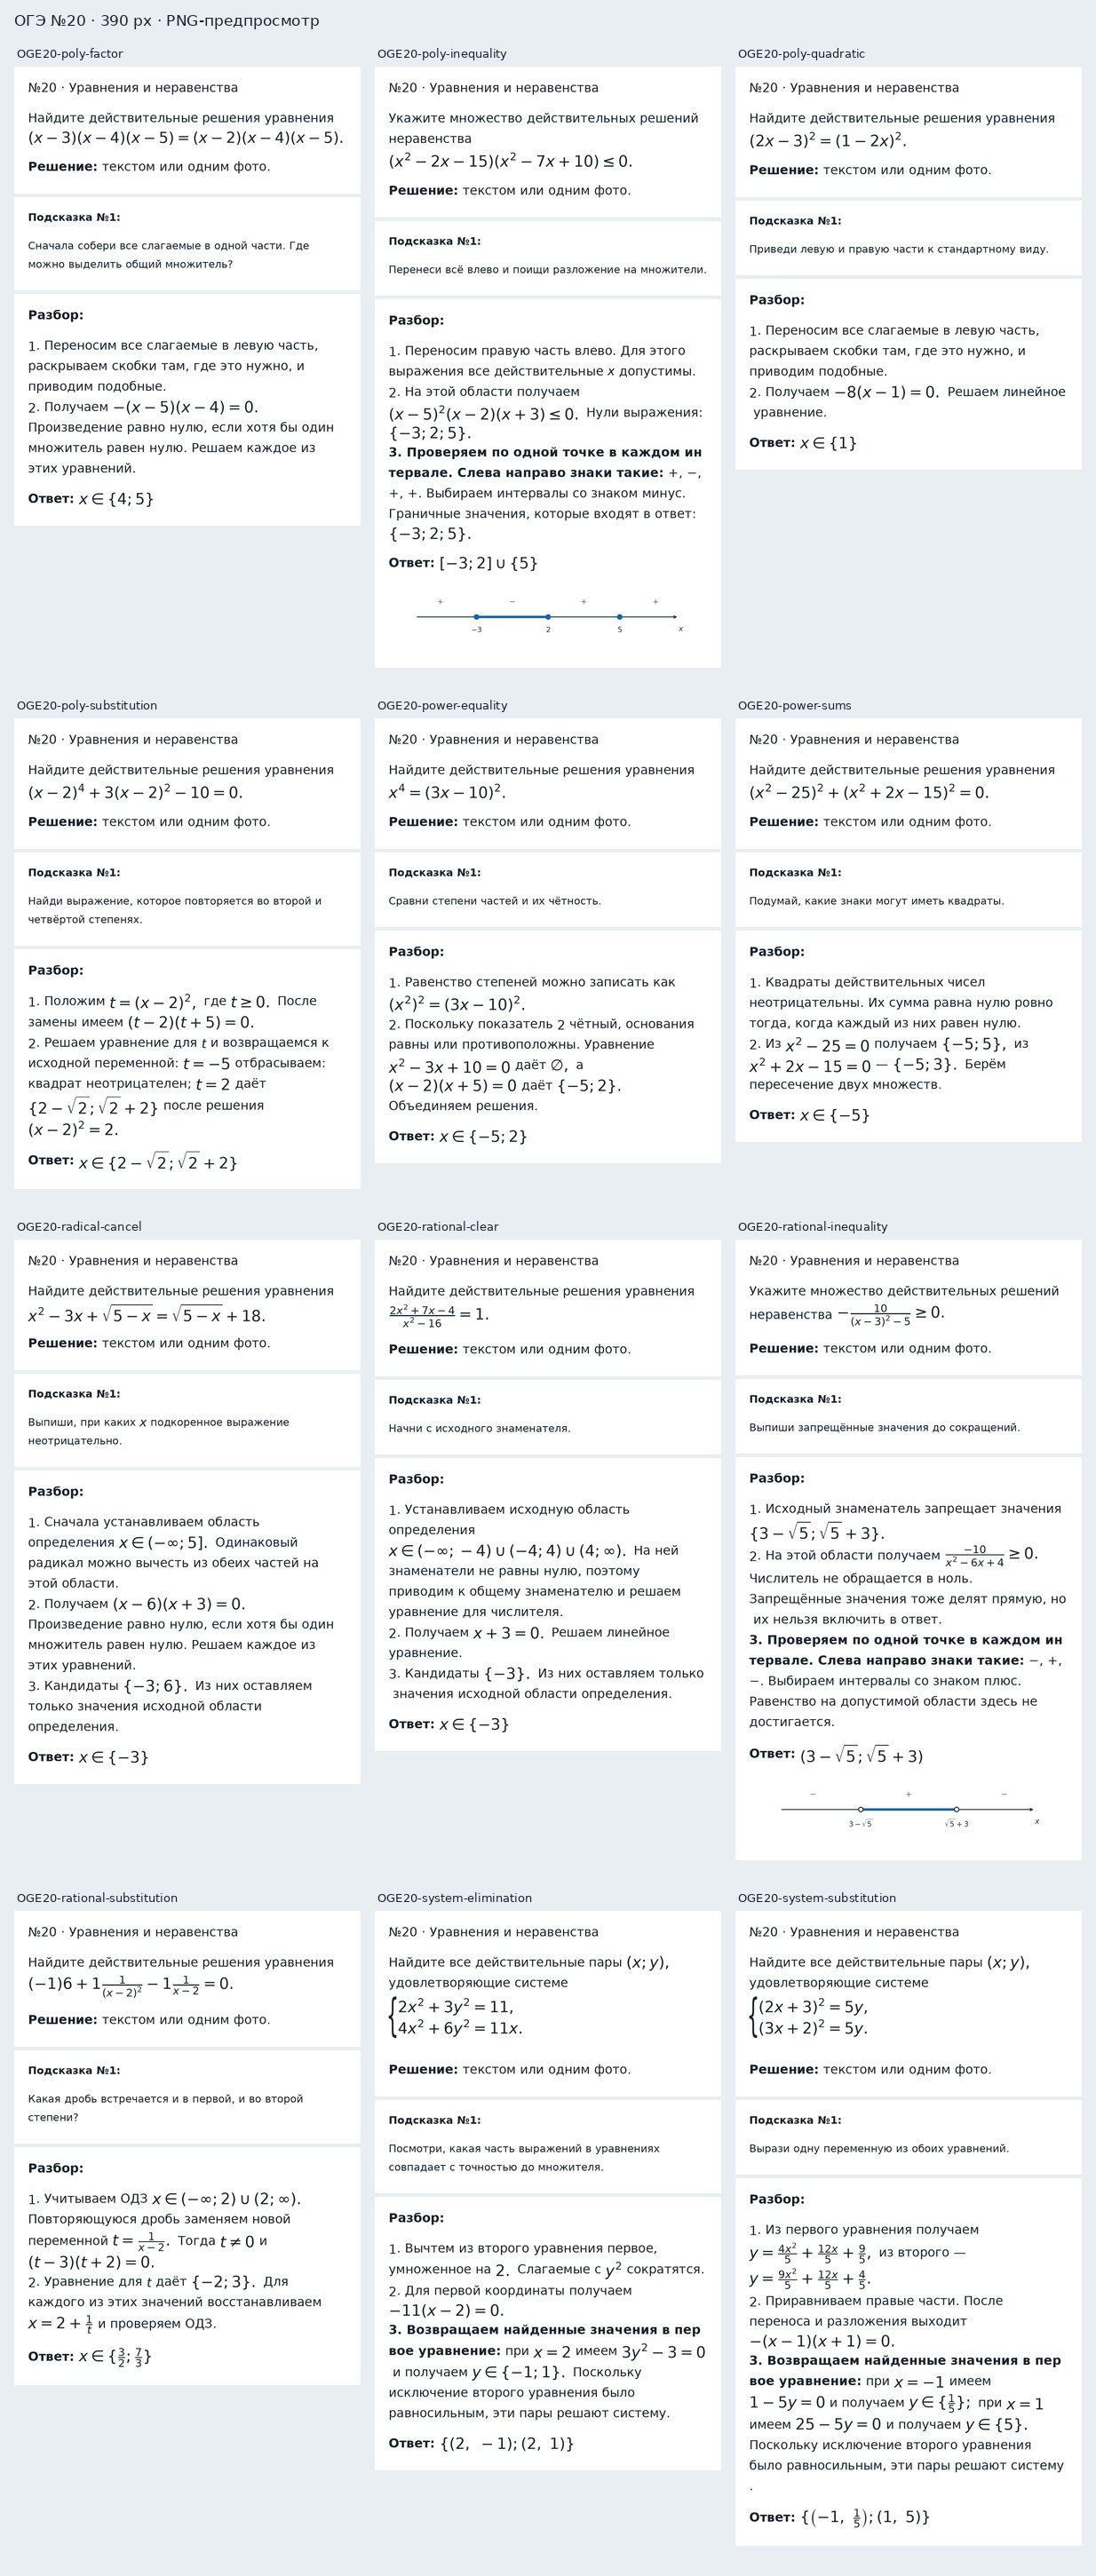 ОГЭ №20 · 390 px · PNG-предпросмотр
OGE20-poly-factor
№20 · Уравнения и неравенства
Найдите действительные решения уравнения
(x − 3)(x − 4)(x − 5) = (x − 2)(x − 4)(x − 5).
Решение: текстом или одним фото.
Подсказка №1:
Сначала собери все слагаемые в одной части. Где
можно выделить общий множитель?
Разбор:
1. Переносим все слагаемые в левую часть,
раскрываем скобки там, где это нужно, и
приводим подобные.
2. Получаем −(x − 5)(x − 4) = 0.
Произведение равно нулю, если хотя бы один
множитель равен нулю. Решаем каждое из
этих уравнений.
Ответ: x ∈ {4; 5}
OGE20-poly-inequality
№20 · Уравнения и неравенства
Укажите множество действительных решений
неравенства
(x² − 2x − 15)(x² − 7x + 10) ≤ 0.
Решение: текстом или одним фото.
Подсказка №1:
Перенеси всё влево и поищи разложение на множители.
Разбор:
1. Переносим правую часть влево. Для этого
выражения все действительные x допустимы.
2. На этой области получаем
(x − 5)²(x − 2)(x + 3) ≤ 0. Нули выражения:
{−3; 2; 5}.
3. Проверяем по одной точке в каждом ин
тервале. Слева направо знаки такие: +, −,
+, +. Выбираем интервалы со знаком минус.
Граничные значения, которые входят в ответ:
{−3; 2; 5}.
Ответ: [−3; 2] ∪ {5}
+ − + +
−3 2 5 x
OGE20-poly-quadratic
№20 · Уравнения и неравенства
Найдите действительные решения уравнения
(2x − 3)² = (1 − 2x)².
Решение: текстом или одним фото.
Подсказка №1:
Приведи левую и правую части к стандартному виду.
Разбор:
1. Переносим все слагаемые в левую часть,
раскрываем скобки там, где это нужно, и
приводим подобные.
2. Получаем −8(x − 1) = 0. Решаем линейное
уравнение.
Ответ: x ∈ {1}
OGE20-poly-substitution
№20 · Уравнения и неравенства
Найдите действительные решения уравнения
(x − 2)⁴ + 3(x − 2)² − 10 = 0.
Решение: текстом или одним фото.
Подсказка №1:
Найди выражение, которое повторяется во второй и
четвёртой степенях.
Разбор:
1. Положим t = (x − 2)², где t ≥ 0. После
замены имеем (t − 2)(t + 5) = 0.
2. Решаем уравнение для t и возвращаемся к
исходной переменной: t = −5 отбрасываем:
квадрат неотрицателен; t = 2 даёт
{2 − √2; √2 + 2} после решения
(x − 2)² = 2.
Ответ: x ∈ {2 − √2; √2 + 2}
OGE20-power-equality
№20 · Уравнения и неравенства
Найдите действительные решения уравнения
x⁴ = (3x − 10)².
Решение: текстом или одним фото.
Подсказка №1:
Сравни степени частей и их чётность.
Разбор:
1. Равенство степеней можно записать как
(x²)² = (3x − 10)².
2. Поскольку показатель 2 чётный, основания
равны или противоположны. Уравнение
x² − 3x + 10 = 0 даёт ∅, а
(x − 2)(x + 5) = 0 даёт {−5; 2}.
Объединяем решения.
Ответ: x ∈ {−5; 2}
OGE20-power-sums
№20 · Уравнения и неравенства
Найдите действительные решения уравнения
(x² − 25)² + (x² + 2x − 15)² = 0.
Решение: текстом или одним фото.
Подсказка №1:
Подумай, какие знаки могут иметь квадраты.
Разбор:
1. Квадраты действительных чисел
неотрицательны. Их сумма равна нулю ровно
тогда, когда каждый из них равен нулю.
2. Из x² − 25 = 0 получаем {−5; 5}, из
x² + 2x − 15 = 0 — {−5; 3}. Берём
пересечение двух множеств.
Ответ: x ∈ {−5}
OGE20-radical-cancel
№20 · Уравнения и неравенства
Найдите действительные решения уравнения
x² − 3x + √(5 − x) = √(5 − x) + 18.
Решение: текстом или одним фото.
Подсказка №1:
Выпиши, при каких x подкоренное выражение
неотрицательно.
Разбор:
1. Сначала устанавливаем область
определения x ∈ (−∞; 5]. Одинаковый
радикал можно вычесть из обеих частей на
этой области.
2. Получаем (x − 6)(x + 3) = 0.
Произведение равно нулю, если хотя бы один
множитель равен нулю. Решаем каждое из
этих уравнений.
3. Кандидаты {−3; 6}. Из них оставляем
только значения исходной области
определения.
Ответ: x ∈ {−3}
OGE20-rational-clear
№20 · Уравнения и неравенства
Найдите действительные решения уравнения
(2x² + 7x − 4)/(x² − 16) = 1.
Решение: текстом или одним фото.
Подсказка №1:
Начни с исходного знаменателя.
Разбор:
1. Устанавливаем исходную область
определения
x ∈ (−∞; −4) ∪ (−4; 4) ∪ (4; ∞). На ней
знаменатели не равны нулю, поэтому
приводим к общему знаменателю и решаем
уравнение для числителя.
2. Получаем x + 3 = 0. Решаем линейное
уравнение.
3. Кандидаты {−3}. Из них оставляем только
значения исходной области определения.
Ответ: x ∈ {−3}
OGE20-rational-inequality
№20 · Уравнения и неравенства
Укажите множество действительных решений
неравенства −10/((x − 3)² − 5) ≥ 0.
Решение: текстом или одним фото.
Подсказка №1:
Выпиши запрещённые значения до сокращений.
Разбор:
1. Исходный знаменатель запрещает значения
{3 − √5; √5 + 3}.
2. На этой области получаем −10/(x² − 6x + 4) ≥ 0.
Числитель не обращается в ноль.
Запрещённые значения тоже делят прямую, но
их нельзя включить в ответ.
3. Проверяем по одной точке в каждом ин
тервале. Слева направо знаки такие: −, +,
−. Выбираем интервалы со знаком плюс.
Равенство на допустимой области здесь не
достигается.
Ответ: (3 − √5; √5 + 3)
− + −
3 − √5 √5 + 3 x
OGE20-rational-substitution
№20 · Уравнения и неравенства
Найдите действительные решения уравнения
(−1)6 + 1 1/(x − 2)² − 1 1/(x − 2) = 0.
Решение: текстом или одним фото.
Подсказка №1:
Какая дробь встречается и в первой, и во второй
степени?
Разбор:
1. Учитываем ОДЗ x ∈ (−∞; 2) ∪ (2; ∞).
Повторяющуюся дробь заменяем новой
переменной t = 1/(x − 2). Тогда t ≠ 0 и
(t − 3)(t + 2) = 0.
2. Уравнение для t даёт {−2; 3}. Для
каждого из этих значений восстанавливаем
x = 2 + 1/t и проверяем ОДЗ.
Ответ: x ∈ {3/2; 7/3}
OGE20-system-elimination
№20 · Уравнения и неравенства
Найдите все действительные пары (x; y),
удовлетворяющие системе
{2x² + 3y² = 11,
4x² + 6y² = 11x.
Решение: текстом или одним фото.
Подсказка №1:
Посмотри, какая часть выражений в уравнениях
совпадает с точностью до множителя.
Разбор:
1. Вычтем из второго уравнения первое,
умноженное на 2. Слагаемые с y² сократятся.
2. Для первой координаты получаем
−11(x − 2) = 0.
3. Возвращаем найденные значения в пер
вое уравнение: при x = 2 имеем 3y² − 3 = 0
и получаем y ∈ {−1; 1}. Поскольку
исключение второго уравнения было
равносильным, эти пары решают систему.
Ответ: {(2, −1); (2, 1)}
OGE20-system-substitution
№20 · Уравнения и неравенства
Найдите все действительные пары (x; y),
удовлетворяющие системе
{(2x + 3)² = 5y,
(3x + 2)² = 5y.
Решение: текстом или одним фото.
Подсказка №1:
Вырази одну переменную из обоих уравнений.
Разбор:
1. Из первого уравнения получаем
y = 4x²/5 + 12x/5 + 9/5, из второго —
y = 9x²/5 + 12x/5 + 4/5.
2. Приравниваем правые части. После
переноса и разложения выходит
−(x − 1)(x + 1) = 0.
3. Возвращаем найденные значения в пер
вое уравнение: при x = −1 имеем
1 − 5y = 0 и получаем y ∈ {1/5}; при x = 1
имеем 25 − 5y = 0 и получаем y ∈ {5}.
Поскольку исключение второго уравнения
было равносильным, эти пары решают систему
.
Ответ: {(−1, 1/5); (1, 5)}